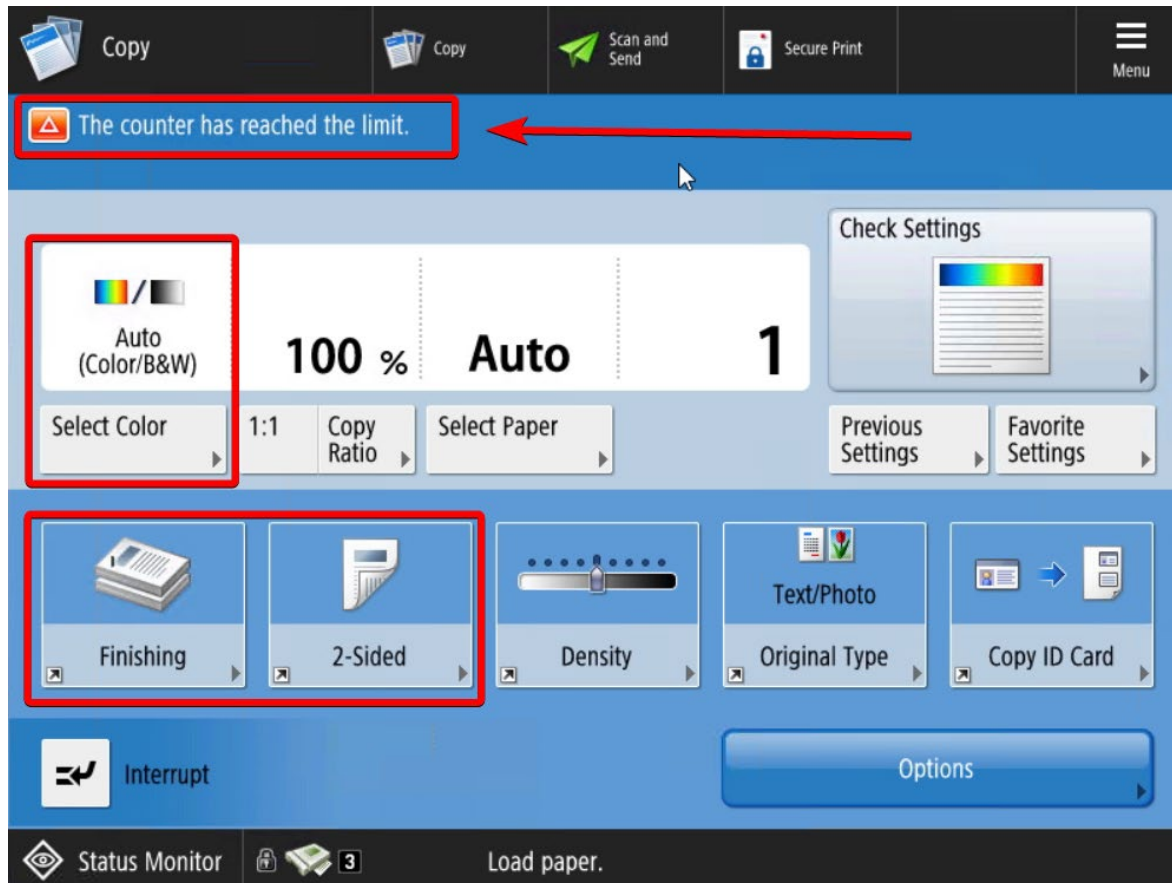 Copy
Copy
Scan and
Send
Secure Print
Menu
The counter has reached the limit.
Check Settings
Auto
(Color/B&W)
100 %
Auto
1
Select Color
1:1
Copy
Ratio
Select Paper
Previous
Settings
Favorite
Settings
Text/Photo
Finishing
2-Sided
Density
Original Type
Copy ID Card
Interrupt
Options
Status Monitor
3
Load paper.